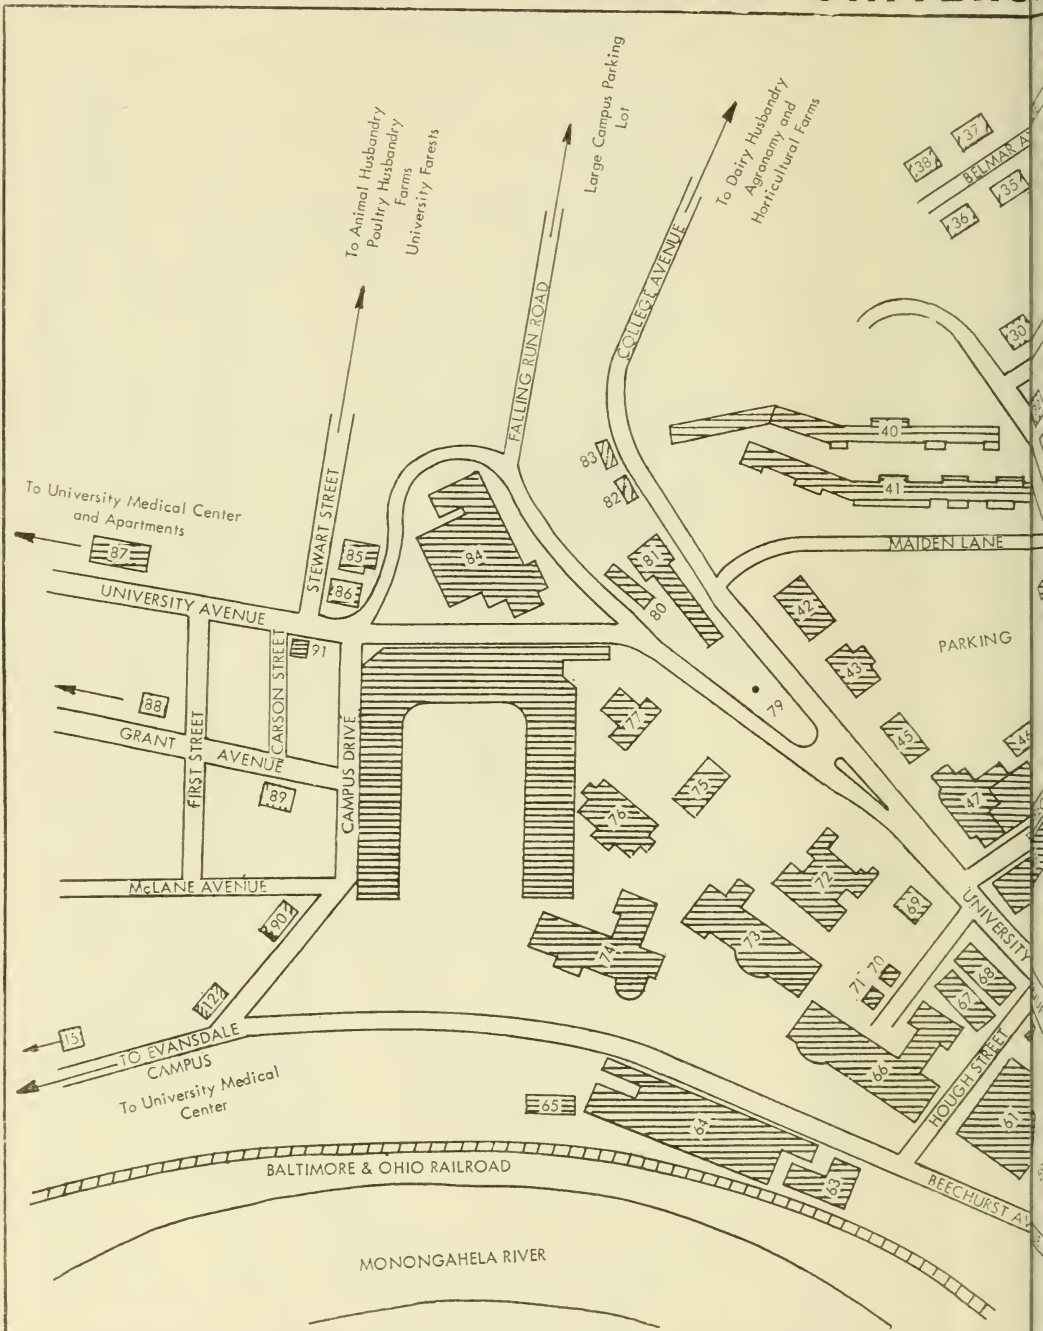 Large Campus Parking
Lot
To Animal Husbandry
Poultry Husbandry
Farms
University Farests
To Dairy Husbandry
Agronomy and
Horticultural Farms
37
38
BELMAR A
35
36
COLLEGE AVENUE
FALLING RUN ROAD
30
40
83
82
41
To University Medical Center
and Apartments
STEWART STREET
87
85
84
81
MAIDEN LANE
86
80
UNIVERSITY AVENUE
42
91
PARKING
CARSON STREET
43
88
77
79
GRANT AVENUE
FIRST STREET
CAMPUS DRIVE
45
46
75
89
76
47
McLANE AVENUE
72
69
UNIVERSITY
90
73
74
71 70
68
67
12
15
TO EVANSDALE
CAMPUS
To University Medical
Center
66
HOUGH STREET
65
64
61
63
BALTIMORE & OHIO RAILROAD
BEECHURST AV
MONONGAHELA RIVER